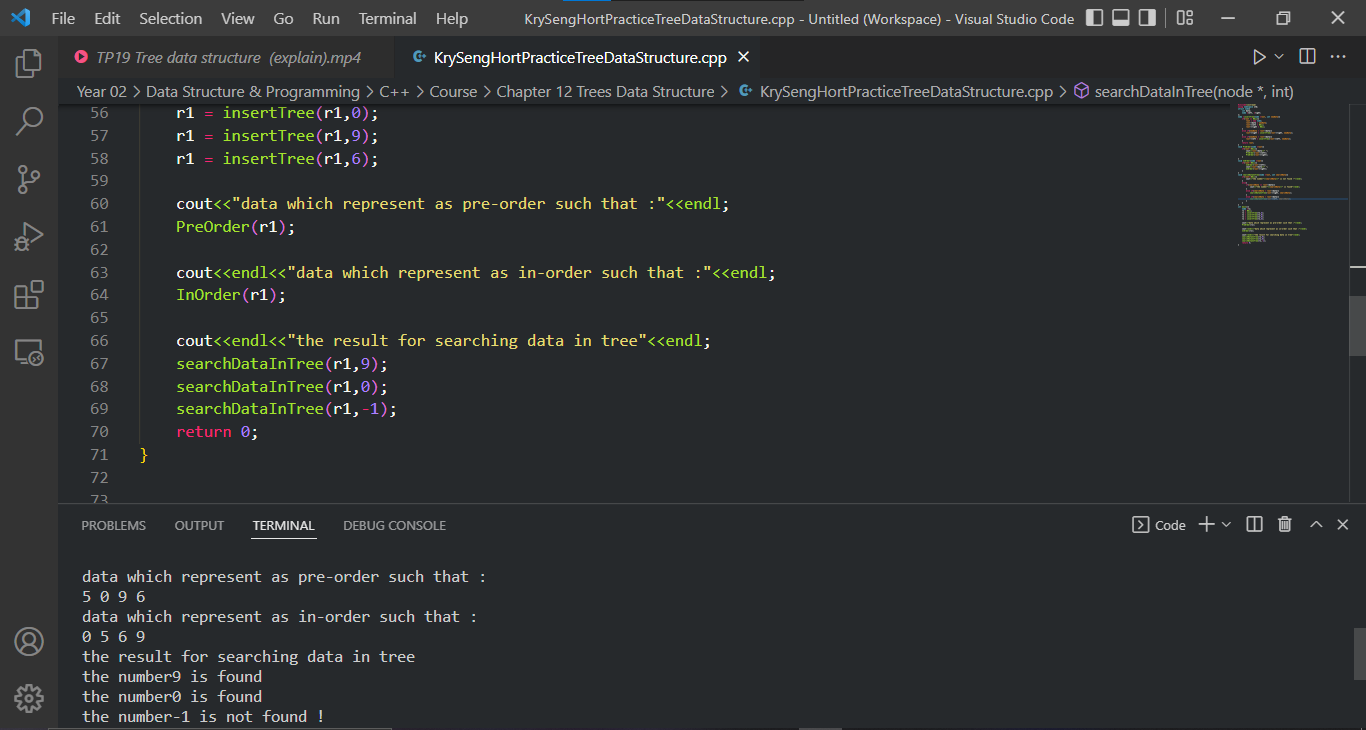 File Edit Selection View Go Run Terminal Help KrySengHortPracticeTreeDataStructure.cpp - Untitled (Workspace) - Visual Studio Code
TP19 Tree data structure (explain).mp4 KrySengHortPracticeTreeDataStructure.cpp
Year 02 > Data Structure & Programming > C++ > Course > Chapter 12 Trees Data Structure > KrySengHortPracticeTreeDataStructure.cpp > searchDataInTree(node *, int)
56 r1 = insertTree(r1,0);
57 r1 = insertTree(r1,9);
58 r1 = insertTree(r1,6);
59
60 cout<<"data which represent as pre-order such that :"<<endl;
61 PreOrder(r1);
62
63 cout<<endl<<"data which represent as in-order such that :"<<endl;
64 InOrder(r1);
65
66 cout<<endl<<"the result for searching data in tree"<<endl;
67 searchDataInTree(r1,9);
68 searchDataInTree(r1,0);
69 searchDataInTree(r1,-1);
70 return 0;
71 }
72
73
PROBLEMS OUTPUT TERMINAL DEBUG CONSOLE Code
data which represent as pre-order such that :
5 0 9 6
data which represent as in-order such that :
0 5 6 9
the result for searching data in tree
the number9 is found
the number0 is found
the number-1 is not found !